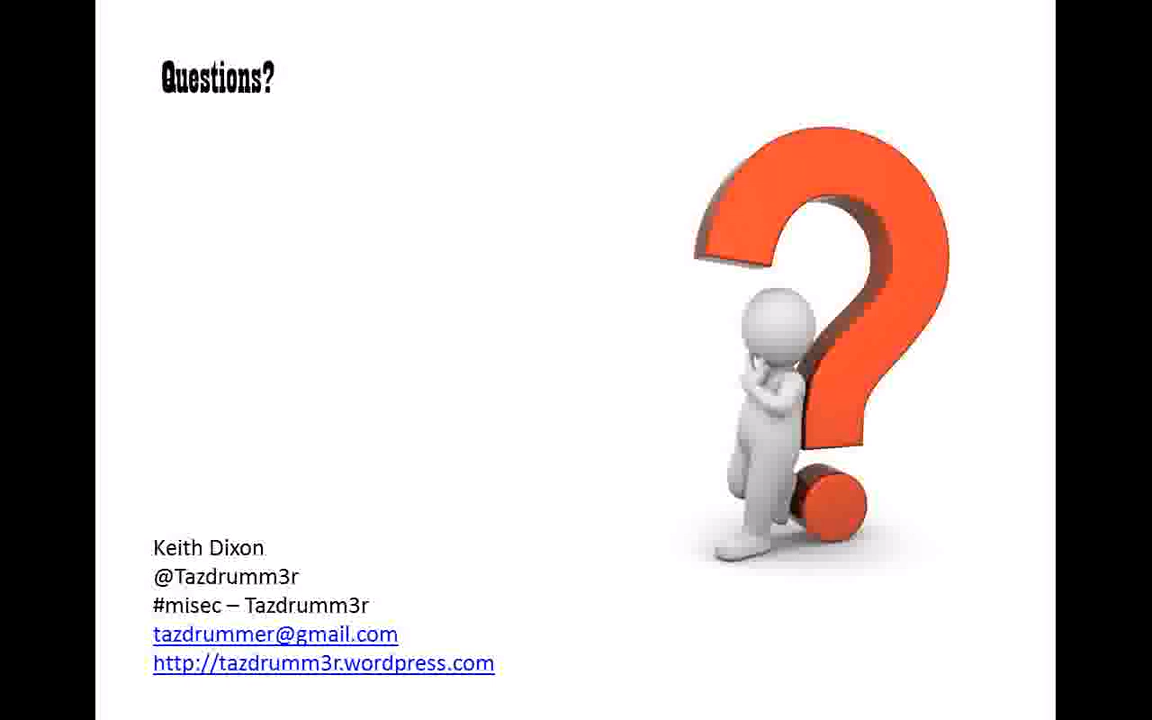 Questions?
Keith Dixon
@Tazdrumm3r
#misec – Tazdrumm3r
tazdrummer@gmail.com
http://tazdrumm3r.wordpress.com